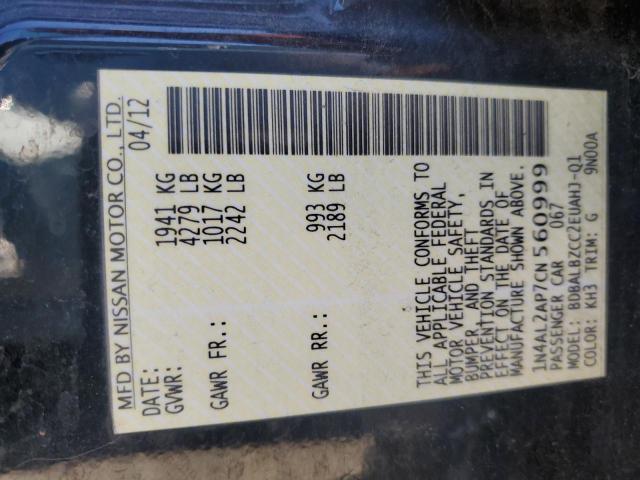 MFD BY NISSAN MOTOR CO., LTD.
DATE: 04/12
GVWR: 1941 KG
4279 LB
GAWR FR.: 1017 KG
2242 LB
GAWR RR.: 993 KG
2189 LB
THIS VEHICLE CONFORMS TO
ALL APPLICABLE FEDERAL
MOTOR VEHICLE SAFETY,
BUMPER, AND THEFT
PREVENTION STANDARDS IN
EFFECT ON THE DATE OF
MANUFACTURE SHOWN ABOVE.
1N4AL2AP7CN560999
PASSENGER CAR 067
MODEL: BDBALBZCCC2EUAHJ-Q1
COLOR: KH3 TRIM: G 9N00A